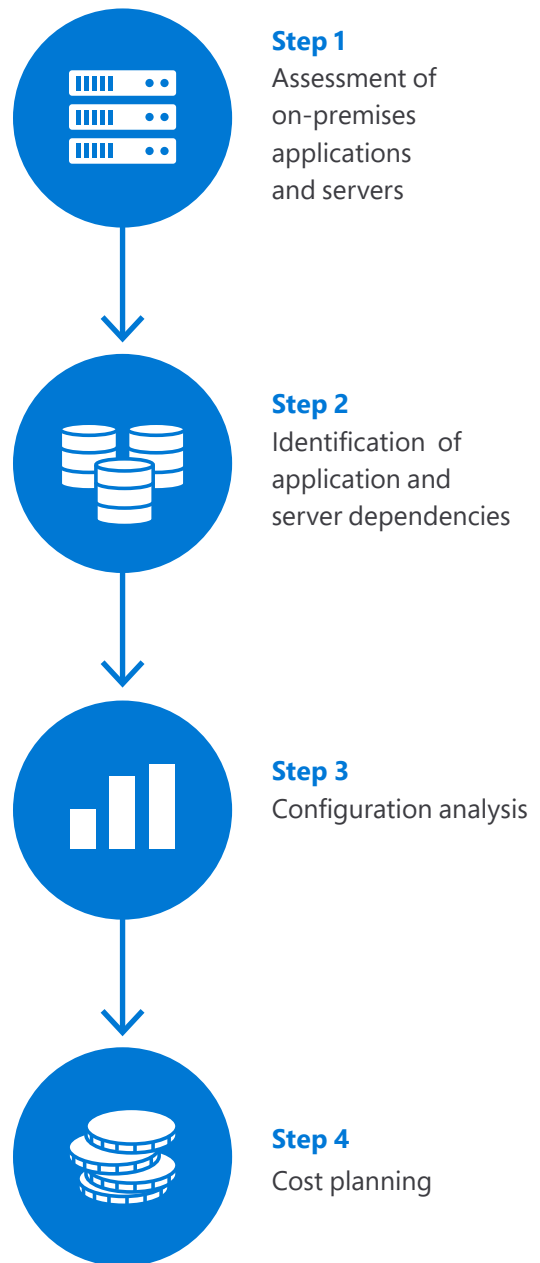 Step 1
Assessment of
on-premises
applications
and servers
Step 2
Identification  of
application and
server dependencies
Step 3
Configuration analysis
Step 4
Cost planning